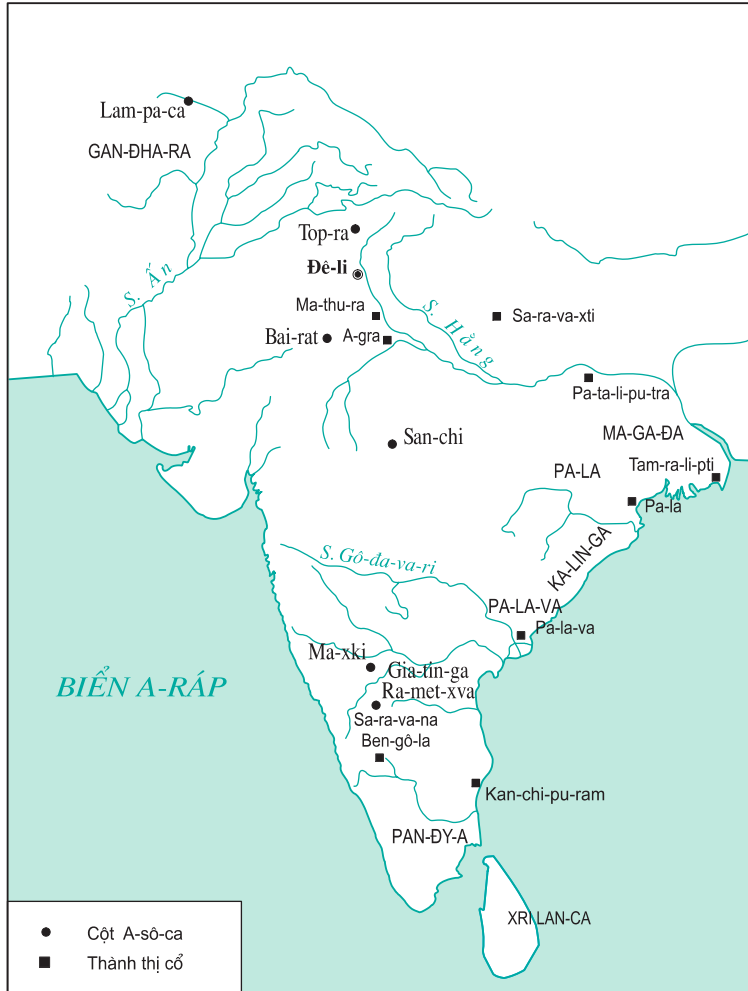 Lam-pa-ca
GAN-ĐHA-RA
Top-ra
Đê-li
S. Ấn
Ma-thu-ra
S. Hằng
Sa-ra-va-xti
Bai-rat
A-gra
Pa-ta-li-pu-tra
San-chi
MA-GA-ĐA
PA-LA
Tam-ra-li-pti
Pa-la
S. Gô-đa-va-ri
KA-LIN-GA
PA-LA-VA
Pa-la-va
Ma-xki
Gia-tin-ga
Ra-met-xva
BIỂN A-RÁP
Sa-ra-va-na
Ben-gô-la
Kan-chi-pu-ram
PAN-ĐY-A
XRI LAN-CA
Cột A-sô-ca
Thành thị cổ